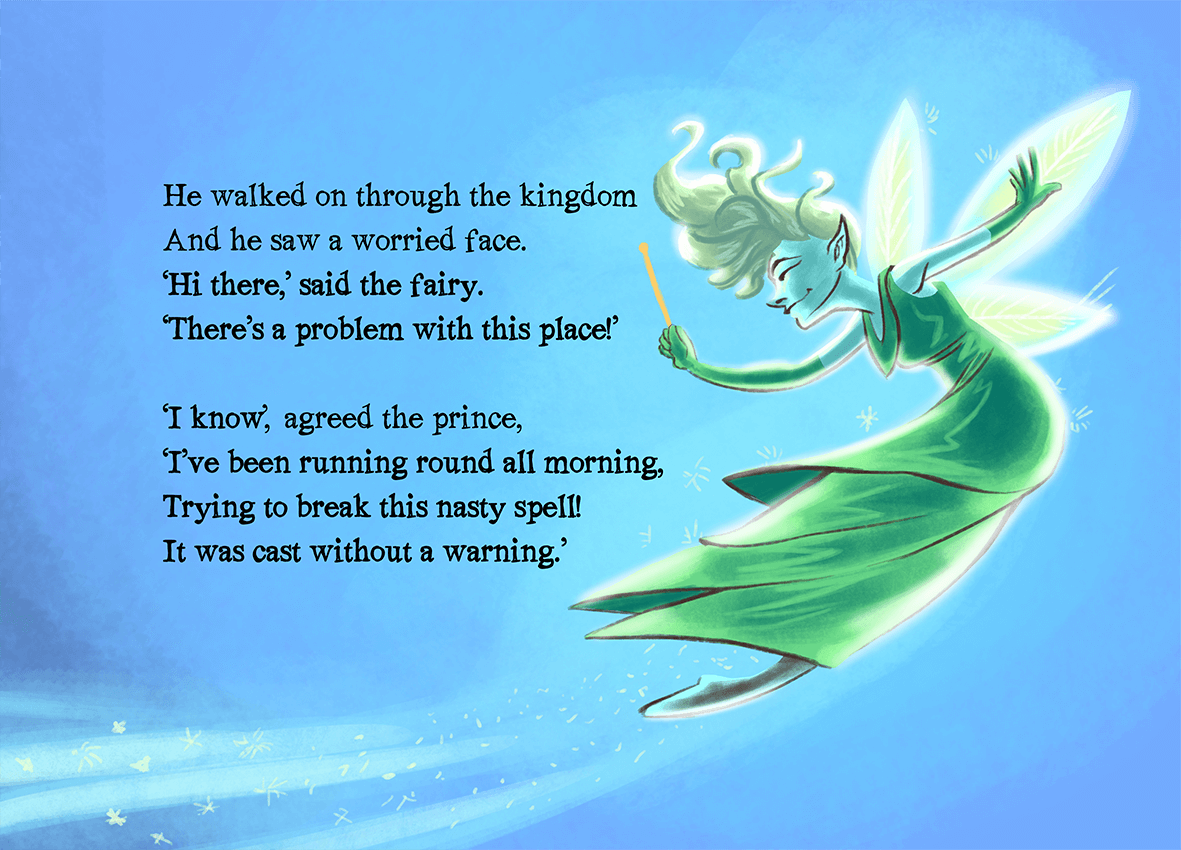 He walked on through the kingdom
And he saw a worried face.
‘Hi there,’ said the fairy.
‘There’s a problem with this place!’
‘I know’, agreed the prince,
‘I’ve been running round all morning,
Trying to break this nasty spell!
It was cast without a warning.’